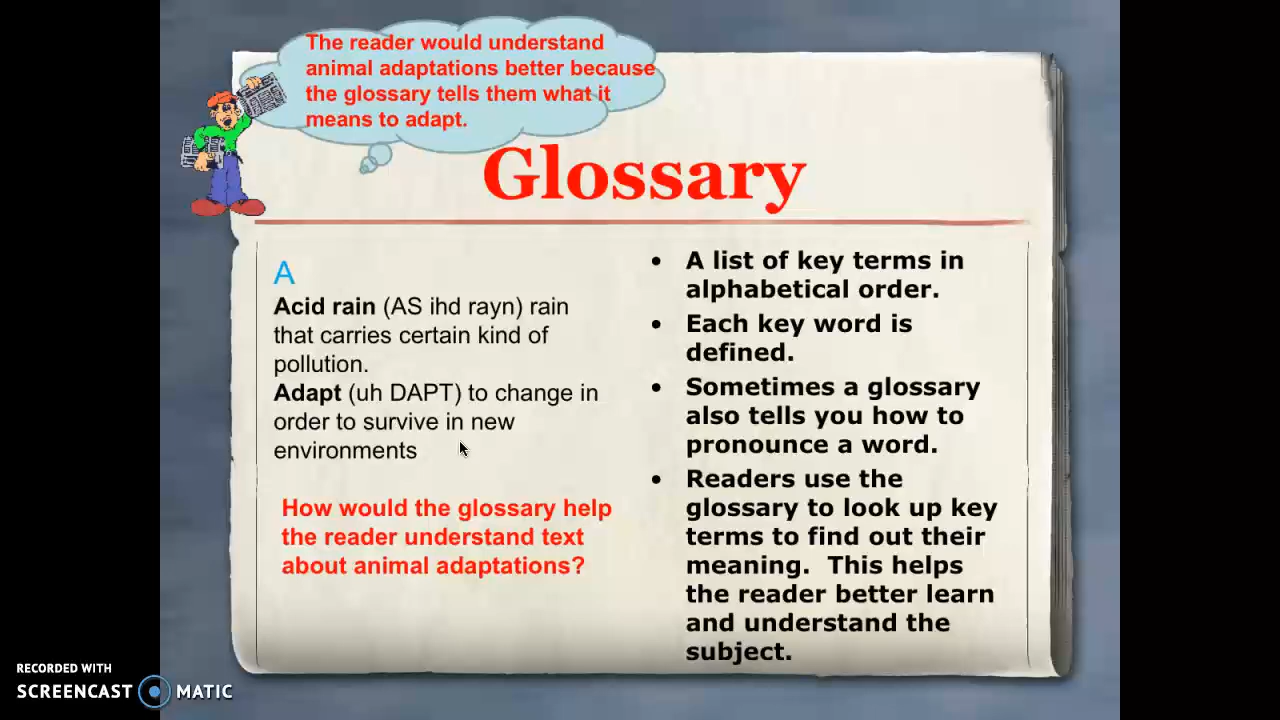 The reader would understand
animal adaptations better because
the glossary tells them what it
means to adapt.
Glossary
A
Acid rain (AS ihd rayn) rain
that carries certain kind of
pollution.
Adapt (uh DAPT) to change in
order to survive in new
environments
How would the glossary help
the reader understand text
about animal adaptations?
• A list of key terms in
alphabetical order.
• Each key word is
defined.
• Sometimes a glossary
also tells you how to
pronounce a word.
• Readers use the
glossary to look up key
terms to find out their
meaning.  This helps
the reader better learn
and understand the
subject.
RECORDED WITH
SCREENCAST MATIC